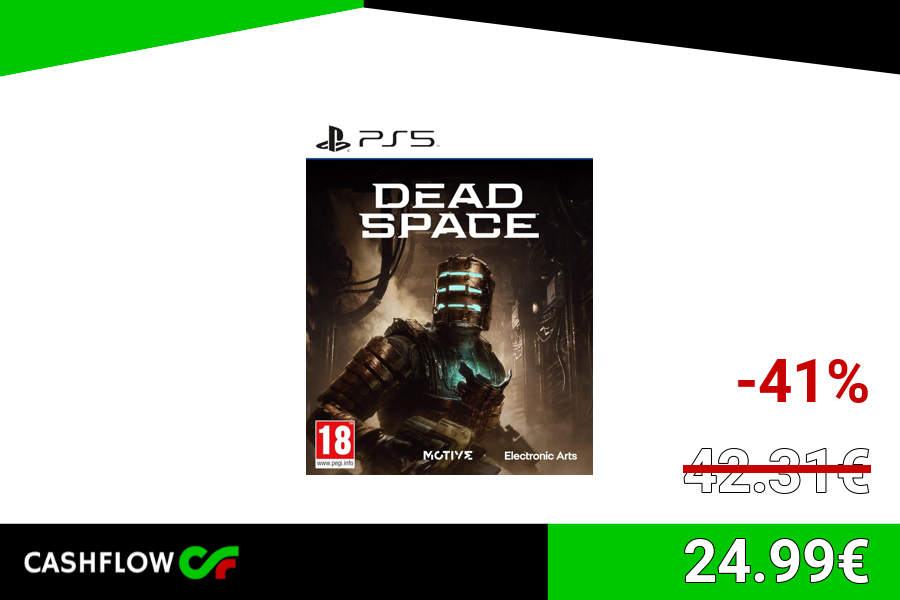 PS5
DEAD
SPACE
18
www.pegi.info
MOTIVE
Electronic Arts
-41%
42.31€
CASHFLOW
24.99€